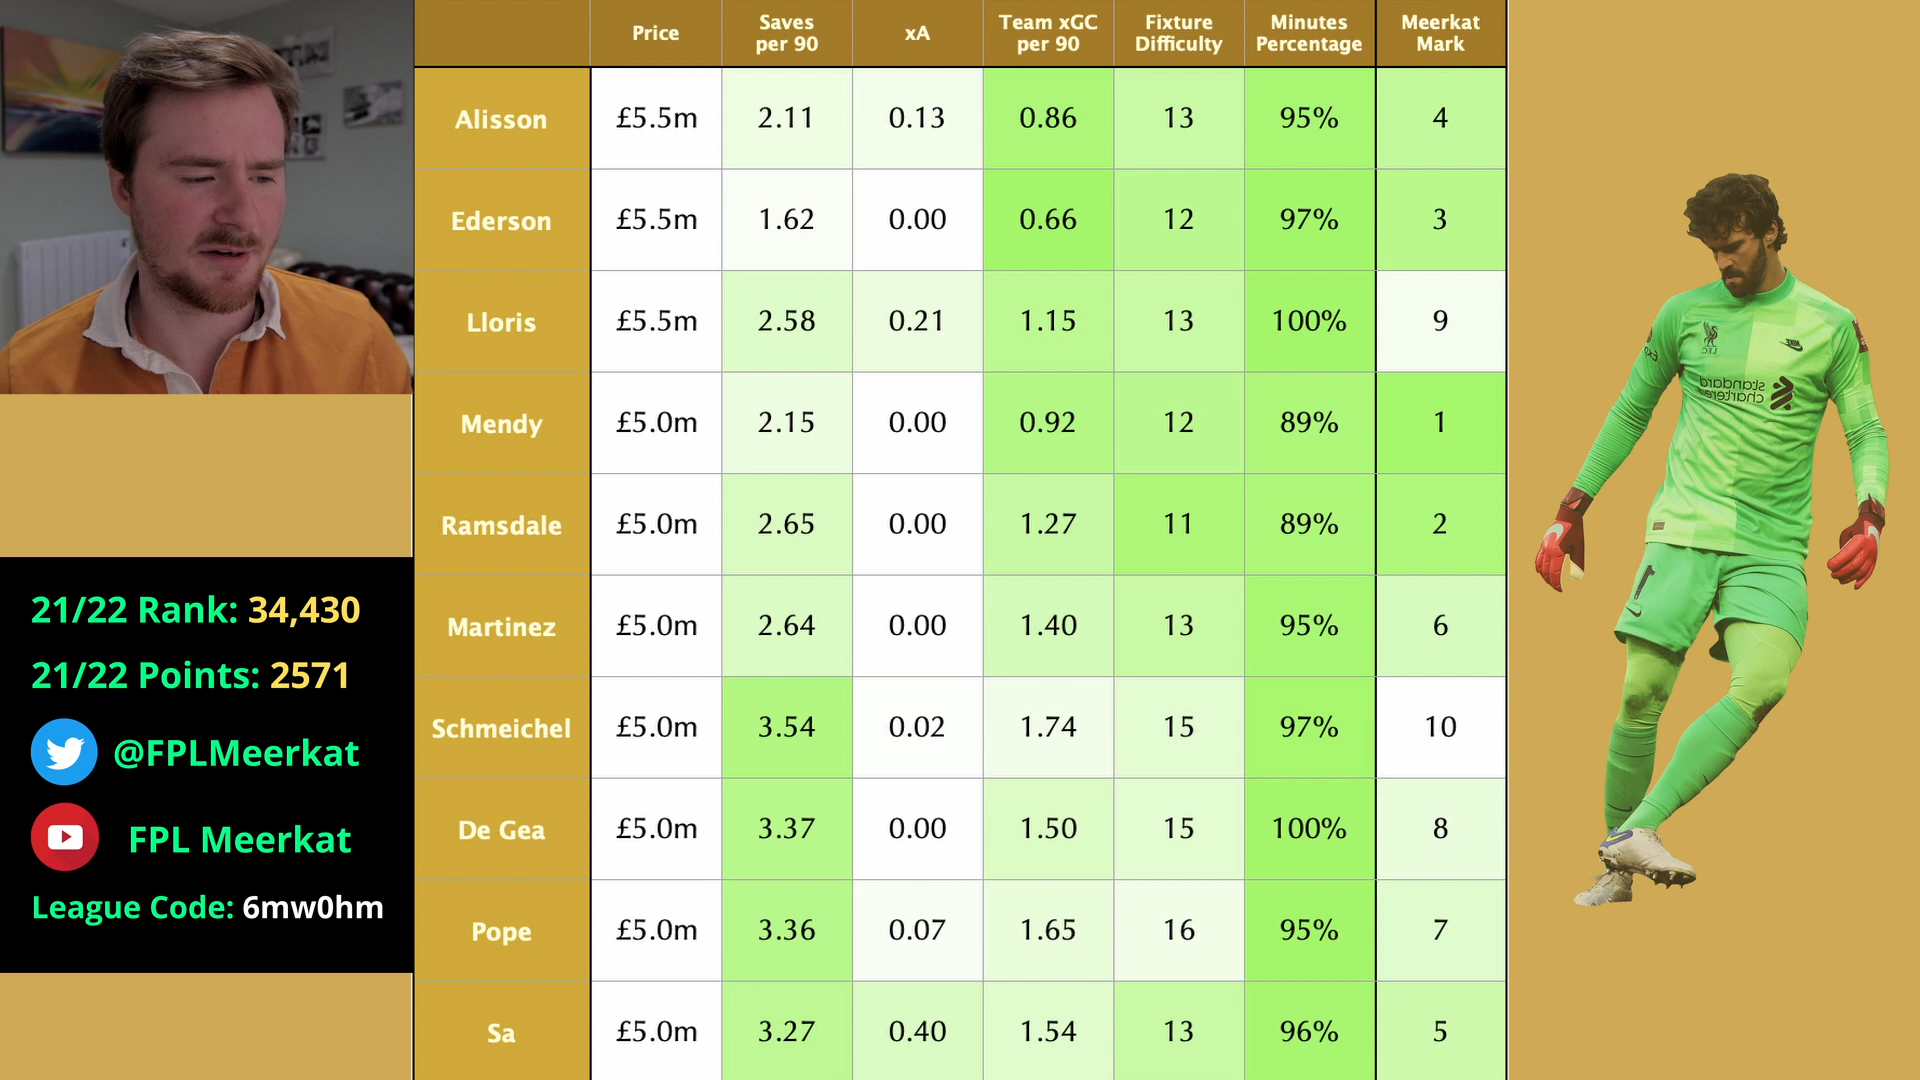 Price Saves per 90 xA Team xGC per 90 Fixture Difficulty Minutes Percentage Meerkat Mark
Alisson £5.5m 2.11 0.13 0.86 13 95% 4
Ederson £5.5m 1.62 0.00 0.66 12 97% 3
Lloris £5.5m 2.58 0.21 1.15 13 100% 9
Mendy £5.0m 2.15 0.00 0.92 12 89% 1
Ramsdale £5.0m 2.65 0.00 1.27 11 89% 2
Martinez £5.0m 2.64 0.00 1.40 13 95% 6
Schmeichel £5.0m 3.54 0.02 1.74 15 97% 10
De Gea £5.0m 3.37 0.00 1.50 15 100% 8
Pope £5.0m 3.36 0.07 1.65 16 95% 7
Sa £5.0m 3.27 0.40 1.54 13 96% 5
21/22 Rank: 34,430
21/22 Points: 2571
@FPLMeerkat
FPL Meerkat
League Code: 6mw0hm
standard
chartered
1